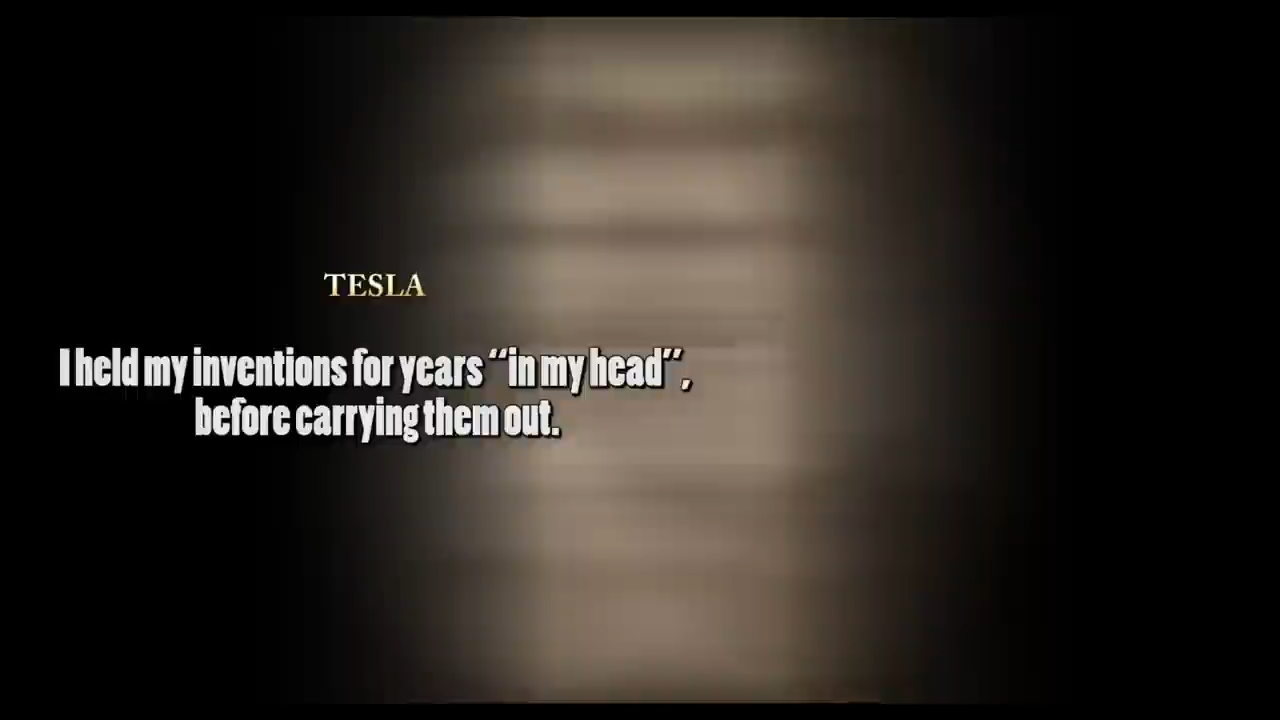 TESLA
I held my inventions for years “in my head”,
before carrying them out.